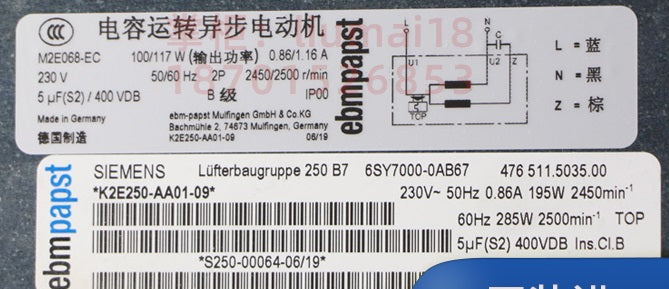 电容运转异步电动机
M2E068-EC 100/117 W (输出功率) 0.86/1.16 A
230 V 50/60 Hz 2P 2450/2500 r/min
5 µF(S2) / 400 VDB B 级 IP00
Made in Germany
德国制造
ebm-papst Mulfingen GmbH & Co.KG
Bachmühle 2, 74673 Mulfingen, Germany
K2E250-AA01-09 06/19
ebmpapst
L N C
U1 U2 Z
TOP
L = 蓝
N = 黑
Z = 棕
ebmpapst
SIEMENS Lüfterbaugruppe 250 B7 6SY7000-0AB67 476 511.5035.00
*K2E250-AA01-09* 230V~ 50Hz 0.86A 195W 2450min⁻¹
60Hz 285W 2500min⁻¹ TOP
5µF(S2) 400VDB Ins.Cl.B
*S250-00064-06/19*